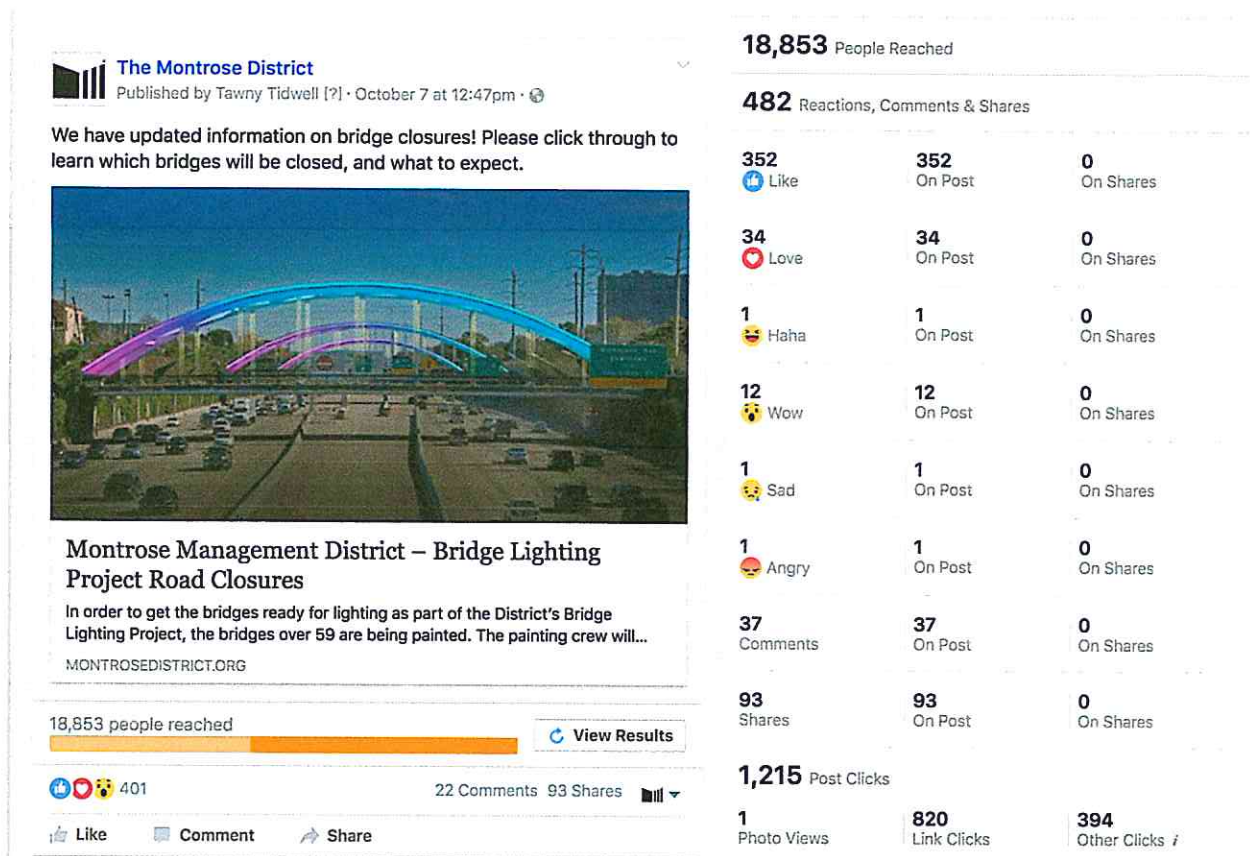 The Montrose District
Published by Tawny Tidwell [?] · October 7 at 12:47pm ·
We have updated information on bridge closures! Please click through to
learn which bridges will be closed, and what to expect.
Montrose Management District – Bridge Lighting
Project Road Closures
In order to get the bridges ready for lighting as part of the District's Bridge
Lighting Project, the bridges over 59 are being painted. The painting crew will...
MONTROSEDISTRICT.ORG
18,853 people reached
View Results
401
22 Comments 93 Shares
Like Comment Share
18,853 People Reached
482 Reactions, Comments & Shares
352 352 0
Like On Post On Shares
34 34 0
Love On Post On Shares
1 1 0
Haha On Post On Shares
12 12 0
Wow On Post On Shares
1 1 0
Sad On Post On Shares
1 1 0
Angry On Post On Shares
37 37 0
Comments On Post On Shares
93 93 0
Shares On Post On Shares
1,215 Post Clicks
1 820 394
Photo Views Link Clicks Other Clicks i